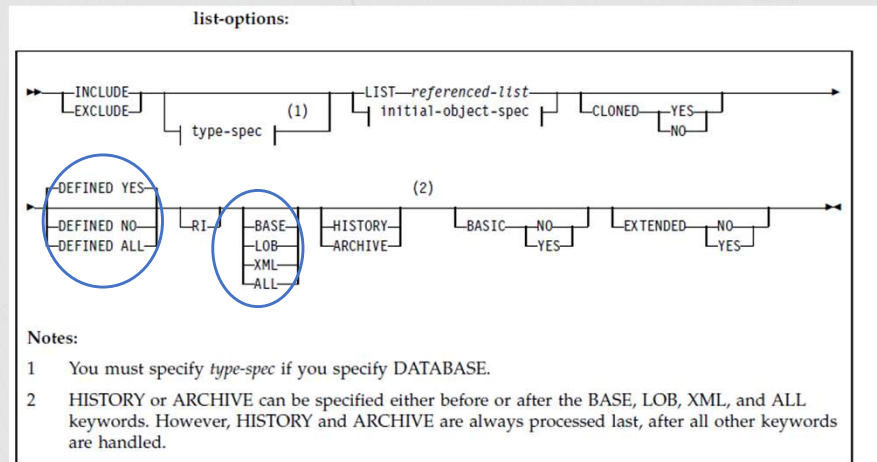 list-options:
INCLUDE LIST referenced-list
EXCLUDE (1) initial-object-spec CLONED YES
type-spec NO
DEFINED YES (2)
DEFINED NO RI BASE HISTORY BASIC NO EXTENDED NO
DEFINED ALL LOB ARCHIVE YES YES
XML
ALL
Notes:
1 You must specify type-spec if you specify DATABASE.
2 HISTORY or ARCHIVE can be specified either before or after the BASE, LOB, XML, and ALL
keywords. However, HISTORY and ARCHIVE are always processed last, after all other keywords
are handled.